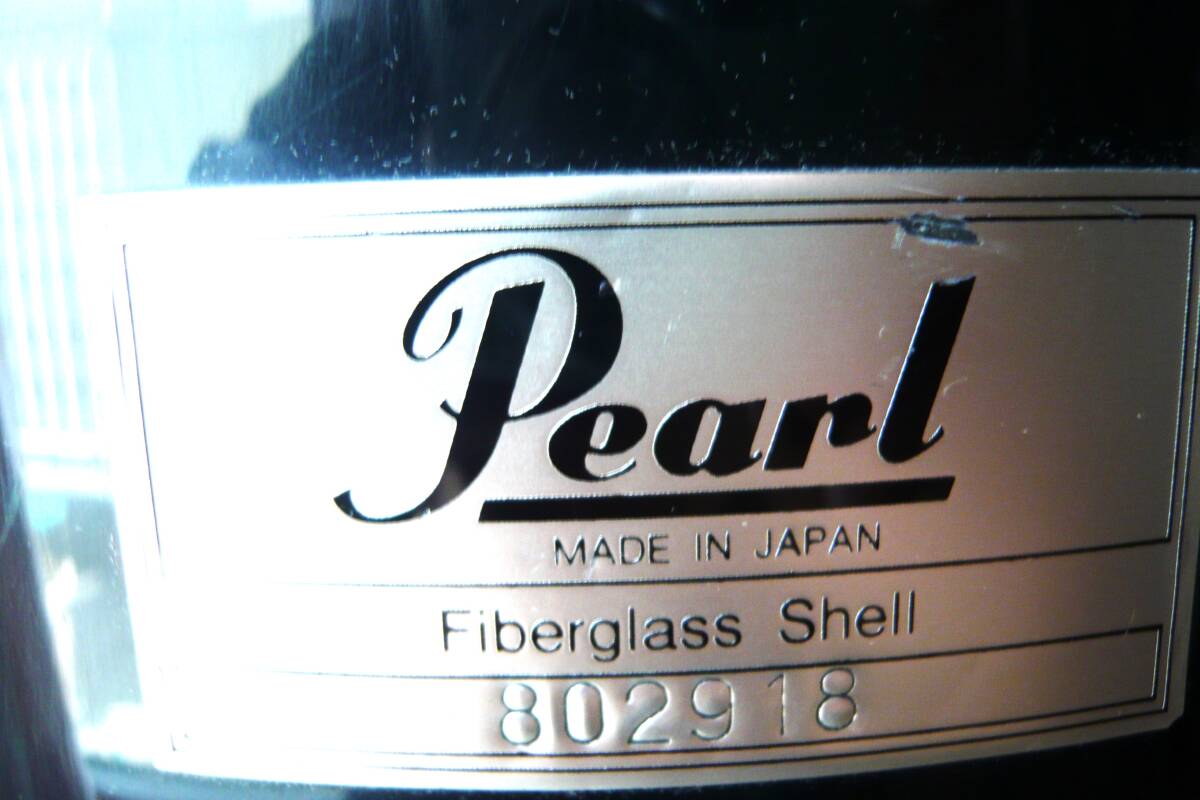 Pearl
MADE IN JAPAN
Fiberglass Shell
802918